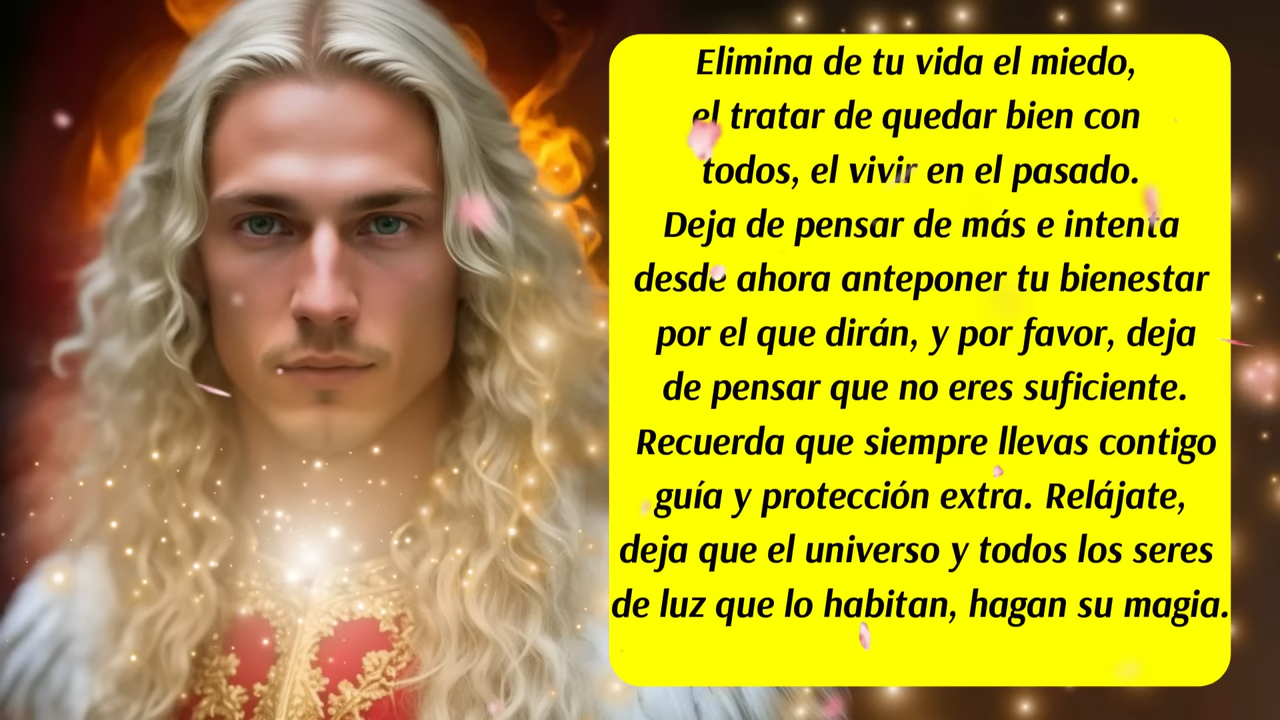 Elimina de tu vida el miedo,
el tratar de quedar bien con
todos, el vivir en el pasado.
Deja de pensar de más e intenta
desde ahora anteponer tu bienestar
por el que dirán, y por favor, deja
de pensar que no eres suficiente.
Recuerda que siempre llevas contigo
guía y protección extra. Relájate,
deja que el universo y todos los seres
de luz que lo habitan, hagan su magia.